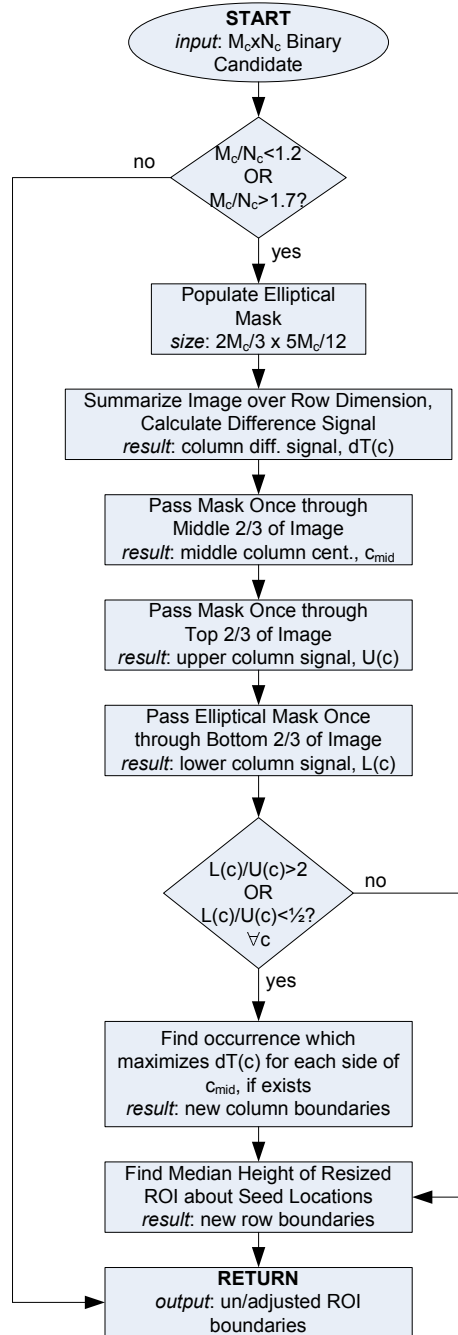 START
input: McxNc Binary
Candidate
no
Mc/Nc<1.2
OR
Mc/Nc>1.7?
yes
Populate Elliptical
Mask
size: 2Mc/3 x 5Mc/12
Summarize Image over Row Dimension,
Calculate Difference Signal
result: column diff. signal, dT(c)
Pass Mask Once through
Middle 2/3 of Image
result: middle column cent., cmid
Pass Mask Once through
Top 2/3 of Image
result: upper column signal, U(c)
Pass Elliptical Mask Once
through Bottom 2/3 of Image
result: lower column signal, L(c)
L(c)/U(c)>2
OR
L(c)/U(c)<½?
∀c
no
yes
Find occurrence which
maximizes dT(c) for each side of
cmid, if exists
result: new column boundaries
Find Median Height of Resized
ROI about Seed Locations
result: new row boundaries
RETURN
output: un/adjusted ROI
boundaries